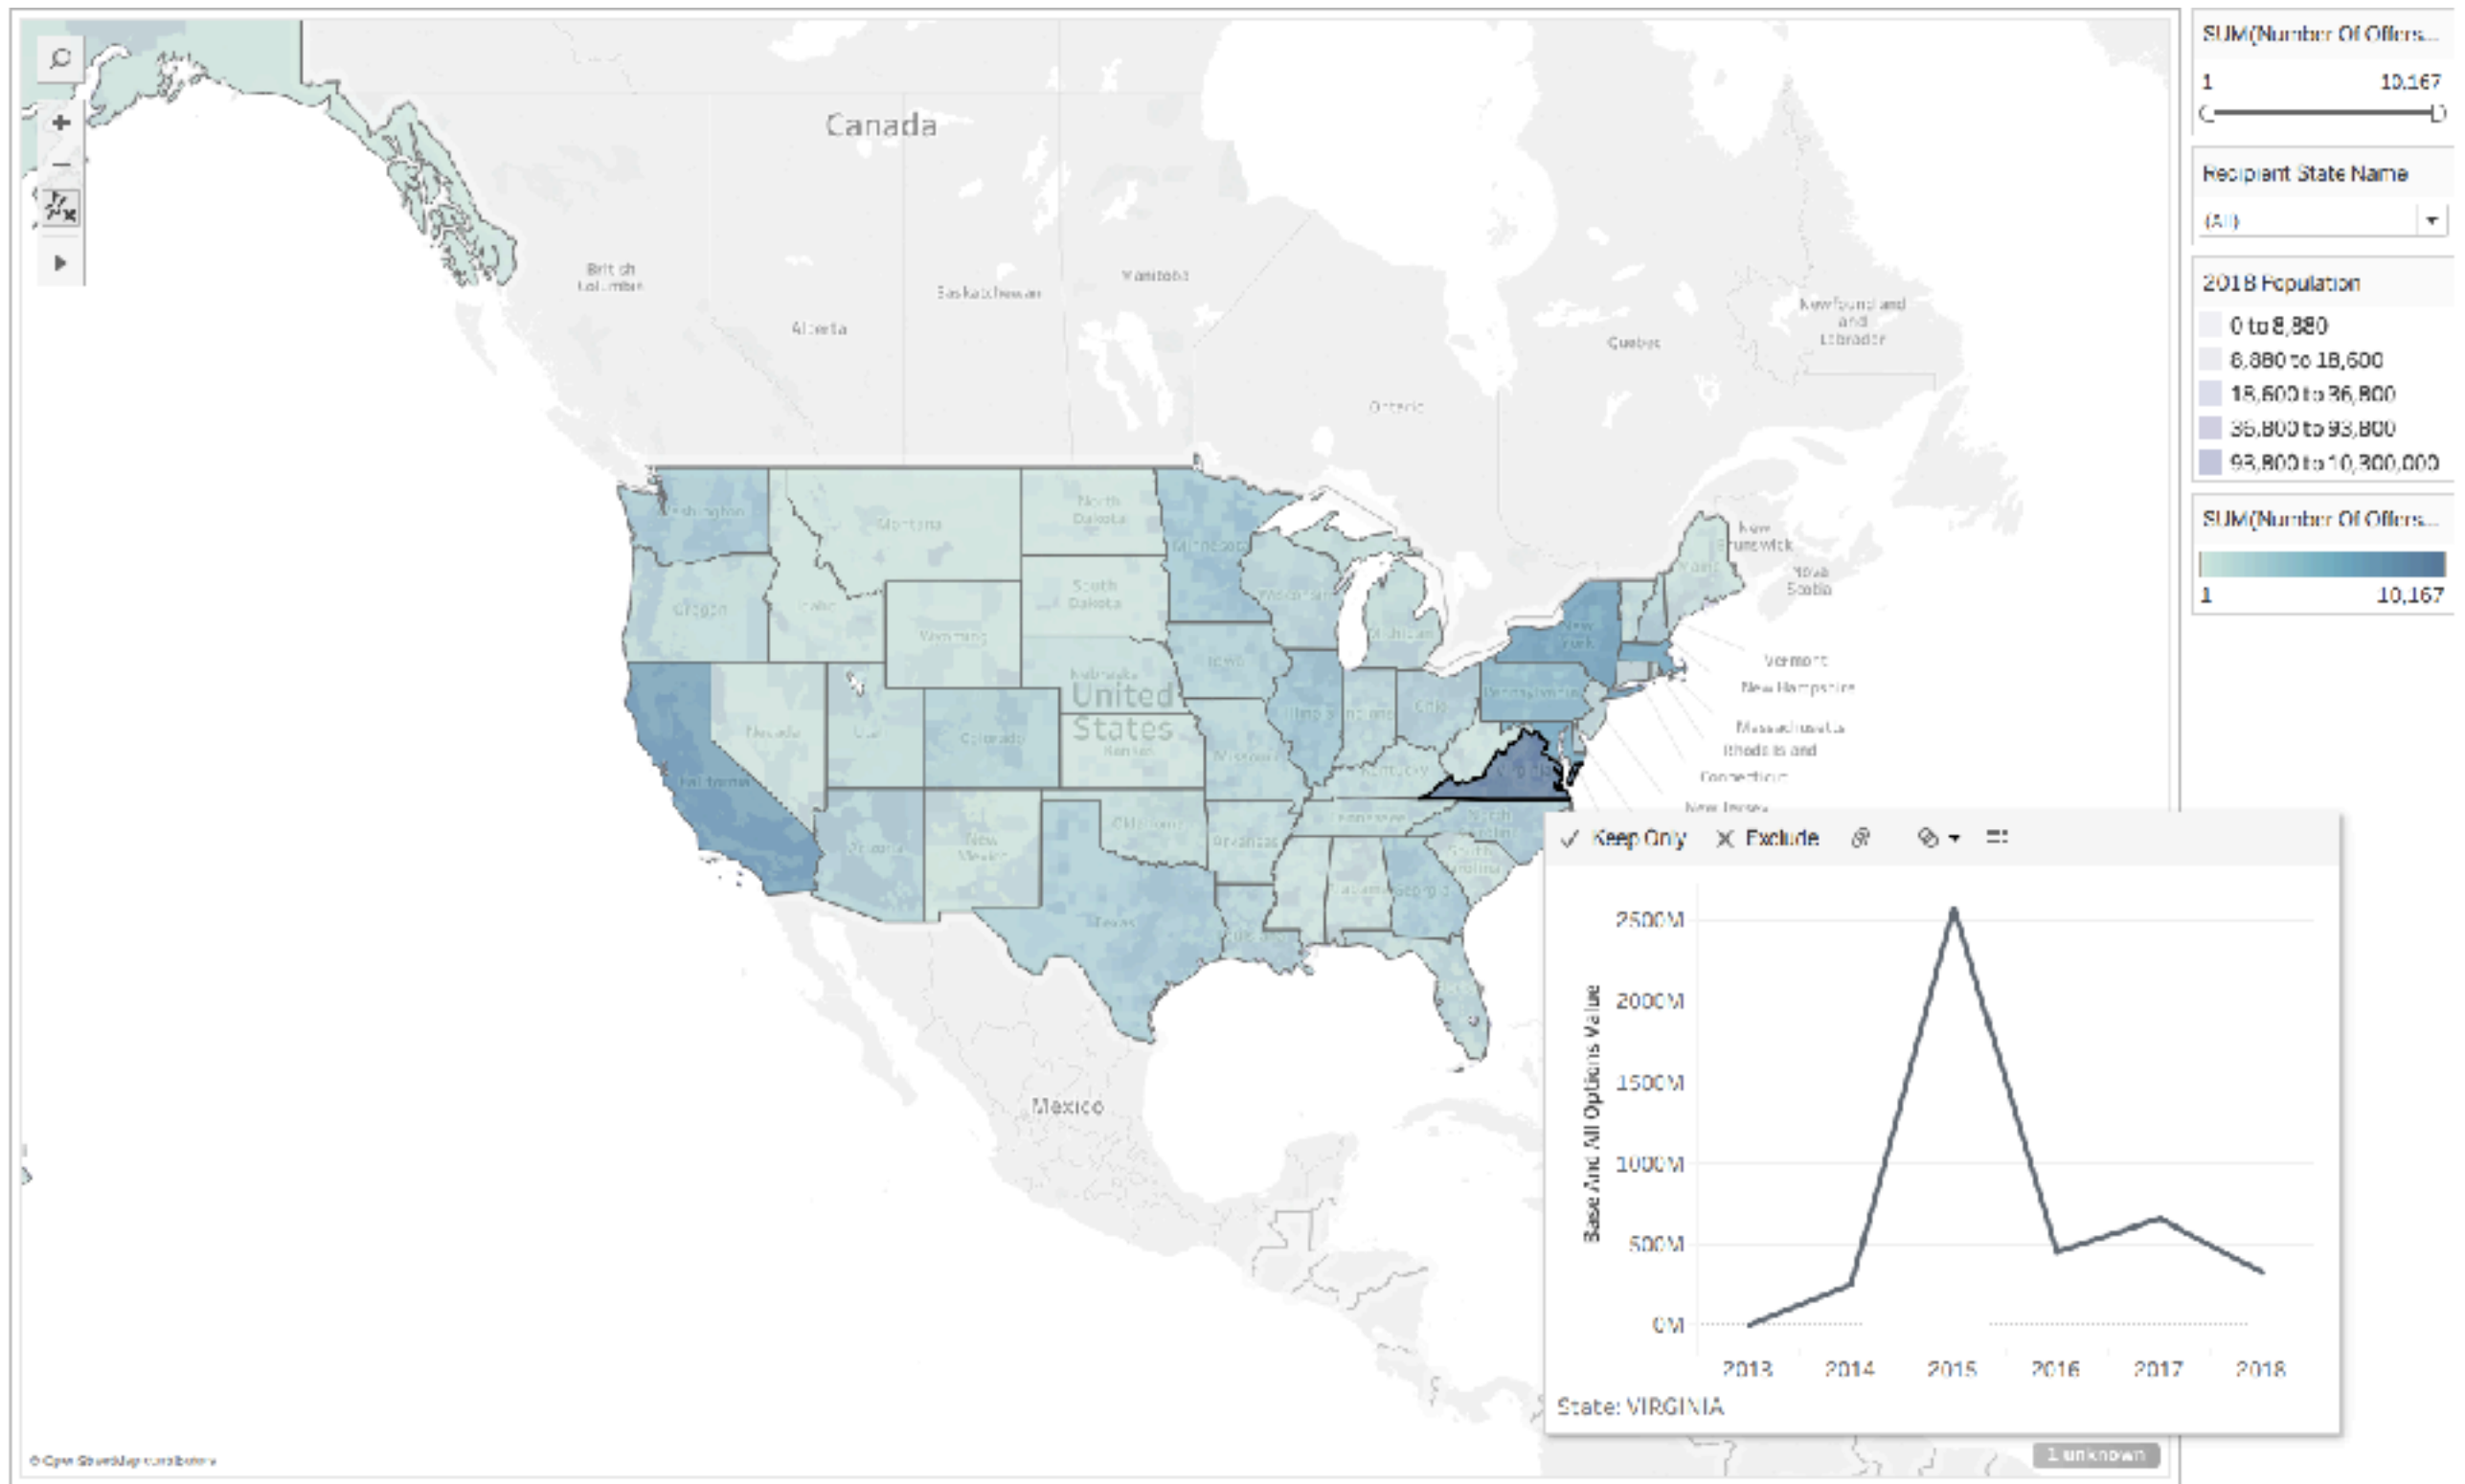 Canada
British
Columbia
Alberta
Saskatchewan
Manitoba
Ontario
Quebec
Newfoundland
and
Labrador
New
Brunswick
Nova
Scotia
Washington
Montana
North
Dakota
Minnesota
South
Dakota
Oregon
Idaho
Wyoming
Wisconsin
Michigan
Maine
New
York
Iowa
Nebraska
United
States
Nevada
Utah
Colorado
Kansas
Illinois
Indiana
Ohio
Pennsylvania
Vermont
New Hampshire
Massachusetts
Rhode Island
Connecticut
New Jersey
California
Missouri
Kentucky
Virginia
Arizona
New
Mexico
Oklahoma
Arkansas
Tennessee
North
Carolina
South
Carolina
Alabama
Georgia
Texas
Mexico
© OpenStreetMap contributors
1 unknown
SUM(Number Of Offers...
1 10,167
Recipient State Name
(All)
2018 Population
0 to 8,880
8,880 to 18,600
18,600 to 36,800
36,800 to 93,800
93,800 to 10,300,000
SUM(Number Of Offers...
1 10,167
Keep Only Exclude
Base And All Options Value
2500M
2000M
1500M
1000M
500M
0M
2013 2014 2015 2016 2017 2018
State: VIRGINIA